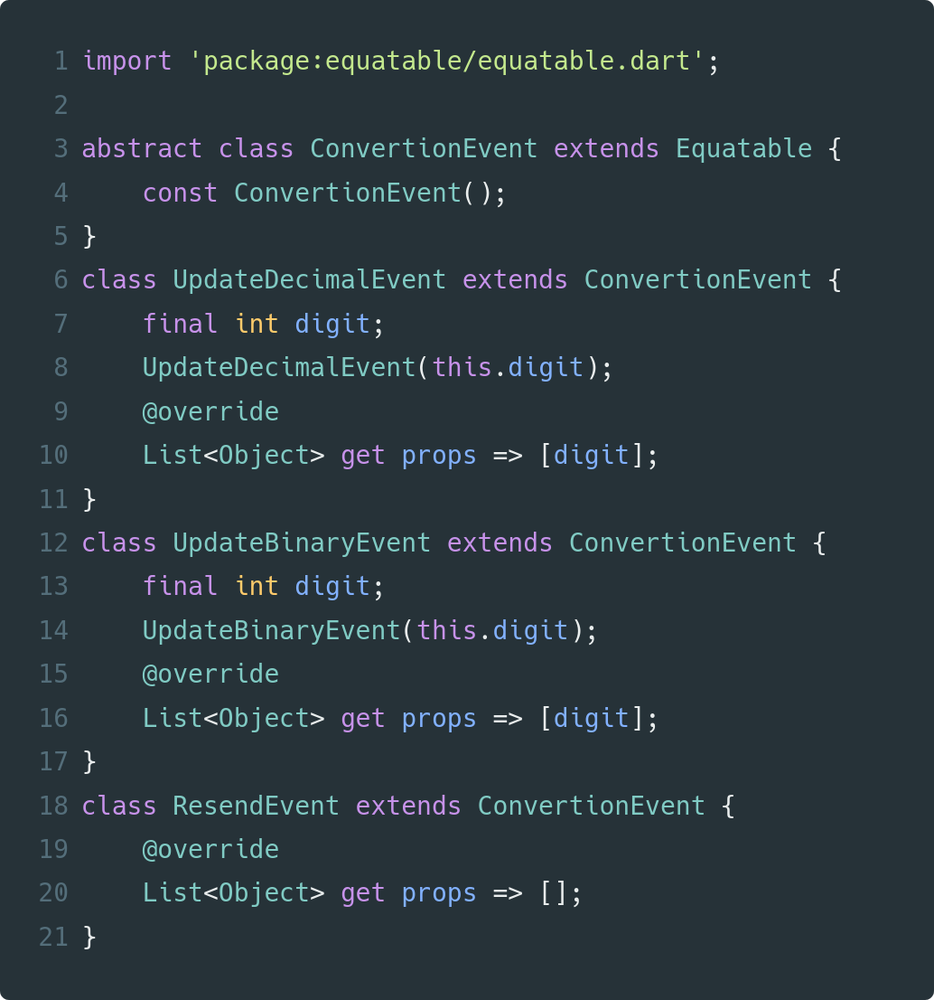 1 import 'package:equatable/equatable.dart';
2
3 abstract class ConvertionEvent extends Equatable {
4     const ConvertionEvent();
5 }
6 class UpdateDecimalEvent extends ConvertionEvent {
7     final int digit;
8     UpdateDecimalEvent(this.digit);
9     @override
10     List<Object> get props => [digit];
11 }
12 class UpdateBinaryEvent extends ConvertionEvent {
13     final int digit;
14     UpdateBinaryEvent(this.digit);
15     @override
16     List<Object> get props => [digit];
17 }
18 class ResendEvent extends ConvertionEvent {
19     @override
20     List<Object> get props => [];
21 }